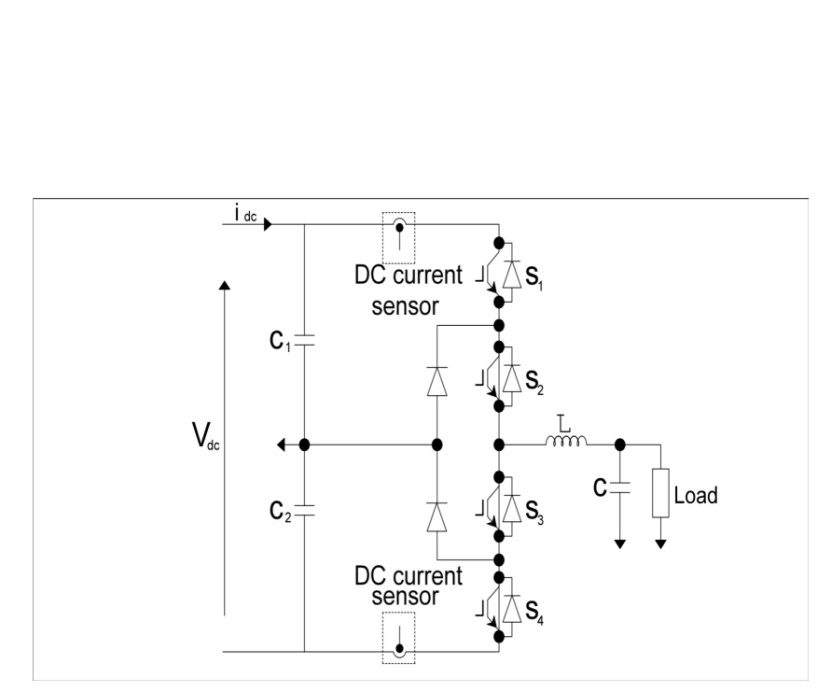 i dc
DC current
sensor
S1
C1
S2
Vdc
L
C
Load
C2
S3
DC current
sensor
S4